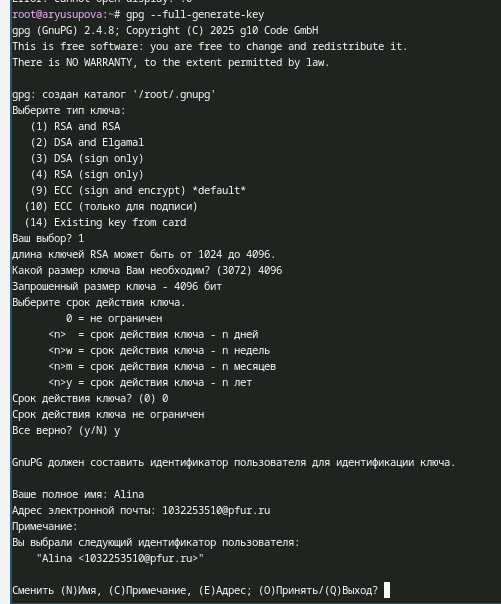 Error: cannot open display: :0
root@aryusupova:~# gpg --full-generate-key
gpg (GnuPG) 2.4.8; Copyright (C) 2025 g10 Code GmbH
This is free software: you are free to change and redistribute it.
There is NO WARRANTY, to the extent permitted by law.

gpg: создан каталог '/root/.gnupg'
Выберите тип ключа:
   (1) RSA and RSA
   (2) DSA and Elgamal
   (3) DSA (sign only)
   (4) RSA (sign only)
   (9) ECC (sign and encrypt) *default*
  (10) ECC (только для подписи)
  (14) Existing key from card
Ваш выбор? 1
длина ключей RSA может быть от 1024 до 4096.
Какой размер ключа Вам необходим? (3072) 4096
Запрошенный размер ключа - 4096 бит
Выберите срок действия ключа.
         0 = не ограничен
      <n>  = срок действия ключа - n дней
      <n>w = срок действия ключа - n недель
      <n>m = срок действия ключа - n месяцев
      <n>y = срок действия ключа - n лет
Срок действия ключа? (0) 0
Срок действия ключа не ограничен
Все верно? (y/N) y

GnuPG должен составить идентификатор пользователя для идентификации ключа.

Ваше полное имя: Alina
Адрес электронной почты: 1032253510@pfur.ru
Примечание:
Вы выбрали следующий идентификатор пользователя:
    "Alina <1032253510@pfur.ru>"

Сменить (N)Имя, (C)Примечание, (E)Адрес; (O)Принять/(Q)Выход?